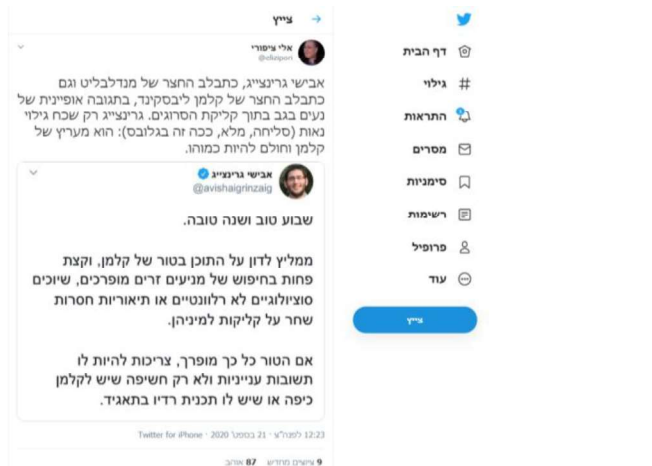 צייץ
אלי ציפורי
@eliaspori
אבישי גרינצייג, כתבלב החצר של מנדלבליט וגם
כתבלב החצר של קלמן ליבסקינד, בתגובה אופיינית של
נעים בגב בתוך קליקת הסרוגים. גרינצייג רק שכח גילוי
נאות (סליחה, מלא, ככה זה בגלובס): הוא מעריץ של
קלמן וחולם להיות כמוהו.
אבישי גרינצייג
@avishaigrinzaig
שבוע טוב ושנה טובה.
ממליץ לדון על התוכן בטור של קלמן, וקצת
פחות בחיפוש של מניעים זרים מופרכים, שיוכים
סוציולוגיים לא רלוונטיים או תיאוריות חסרות
שחר על קליקות למיניהן.
אם הטור כל כך מופרך, צריכות להיות לו
תשובות ענייניות ולא רק חשיפה שיש לקלמן
כיפה או שיש לו תכנית רדיו בתאגיד.
12:23 לפנה"צ · 21 בספט' 2020 · Twitter for iPhone
9 ציוצים מחדש 87 אהוב
דף הבית
גילוי
התראות
מסרים
סימניות
רשימות
פרופיל
עוד
צייץ